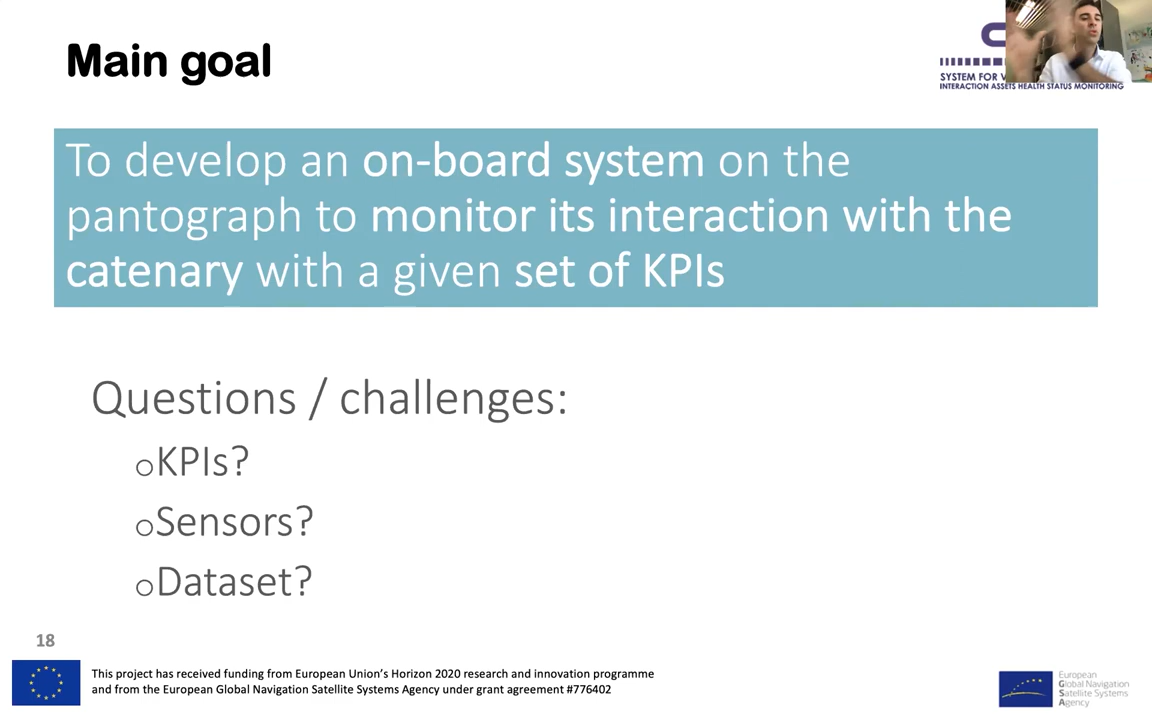 Main goal
SYSTEM FOR
INTERACTION ASSETS HEALTH STATUS MONITORING
To develop an on-board system on the
pantograph to monitor its interaction with the
catenary with a given set of KPIs
Questions / challenges:
oKPIs?
oSensors?
oDataset?
18
This project has received funding from European Union’s Horizon 2020 research and innovation programme
and from the European Global Navigation Satellite Systems Agency under grant agreement #776402
European
Global Navigation
Satellite Systems
Agency